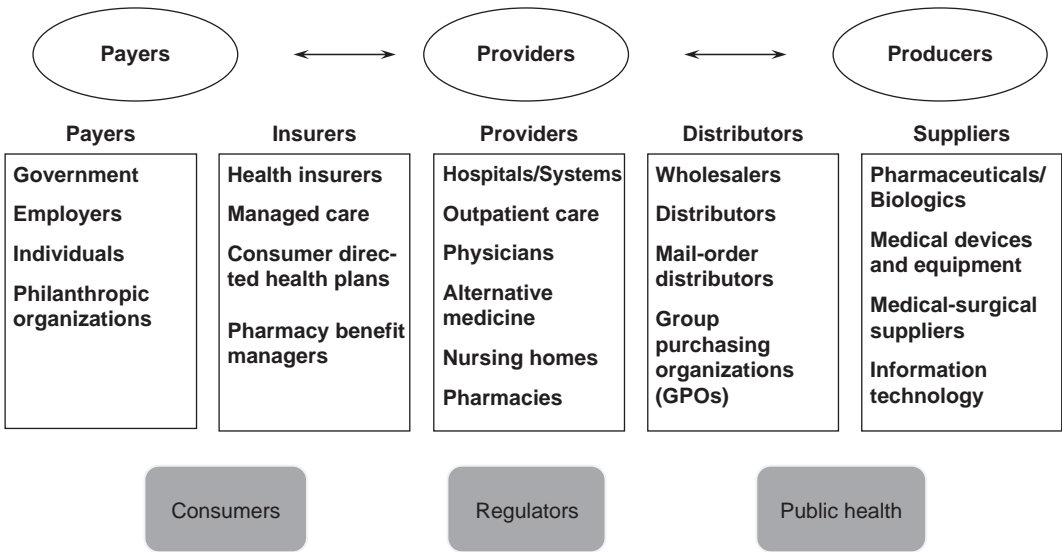 Payers
Providers
Producers
Payers
Government
Employers
Individuals
Philanthropic
organizations
Insurers
Health insurers
Managed care
Consumer direc-
ted health plans
Pharmacy benefit
managers
Providers
Hospitals/Systems
Outpatient care
Physicians
Alternative
medicine
Nursing homes
Pharmacies
Distributors
Wholesalers
Distributors
Mail-order
distributors
Group
purchasing
organizations
(GPOs)
Suppliers
Pharmaceuticals/
Biologics
Medical devices
and equipment
Medical-surgical
suppliers
Information
technology
Consumers
Regulators
Public health